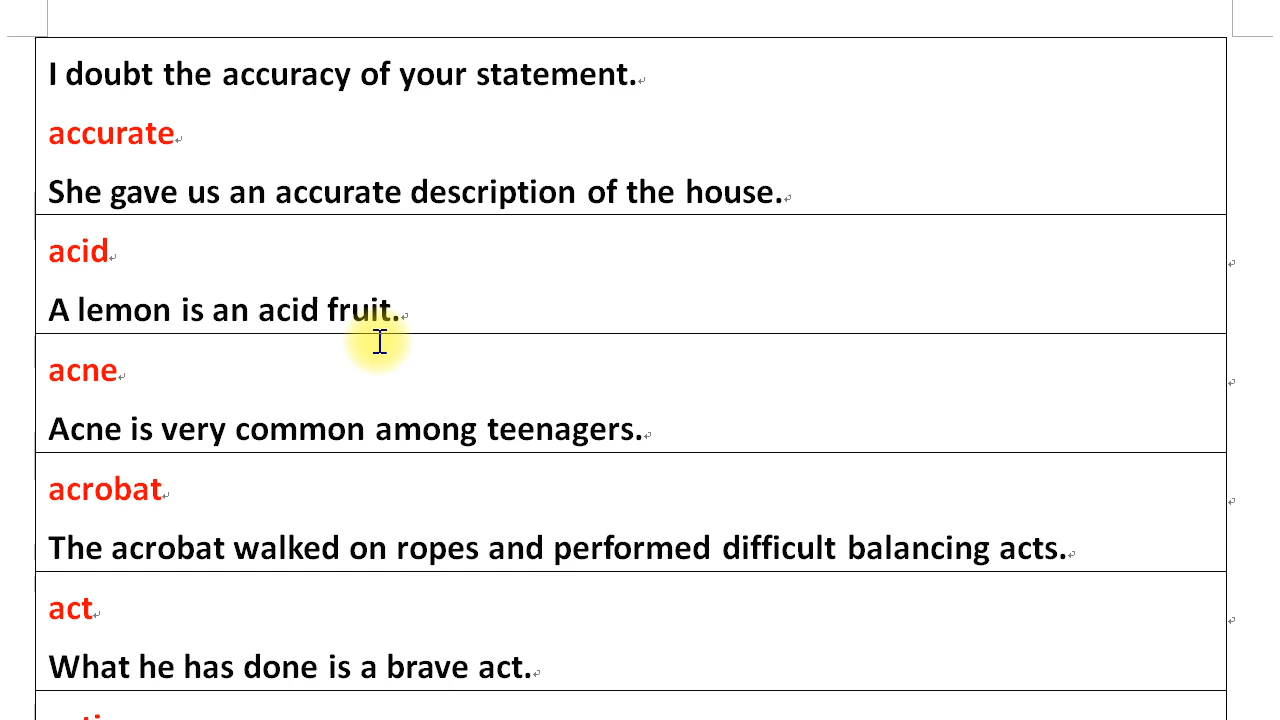 I doubt the accuracy of your statement.
accurate
She gave us an accurate description of the house.
acid
A lemon is an acid fruit.
acne
Acne is very common among teenagers.
acrobat
The acrobat walked on ropes and performed difficult balancing acts.
act
What he has done is a brave act.